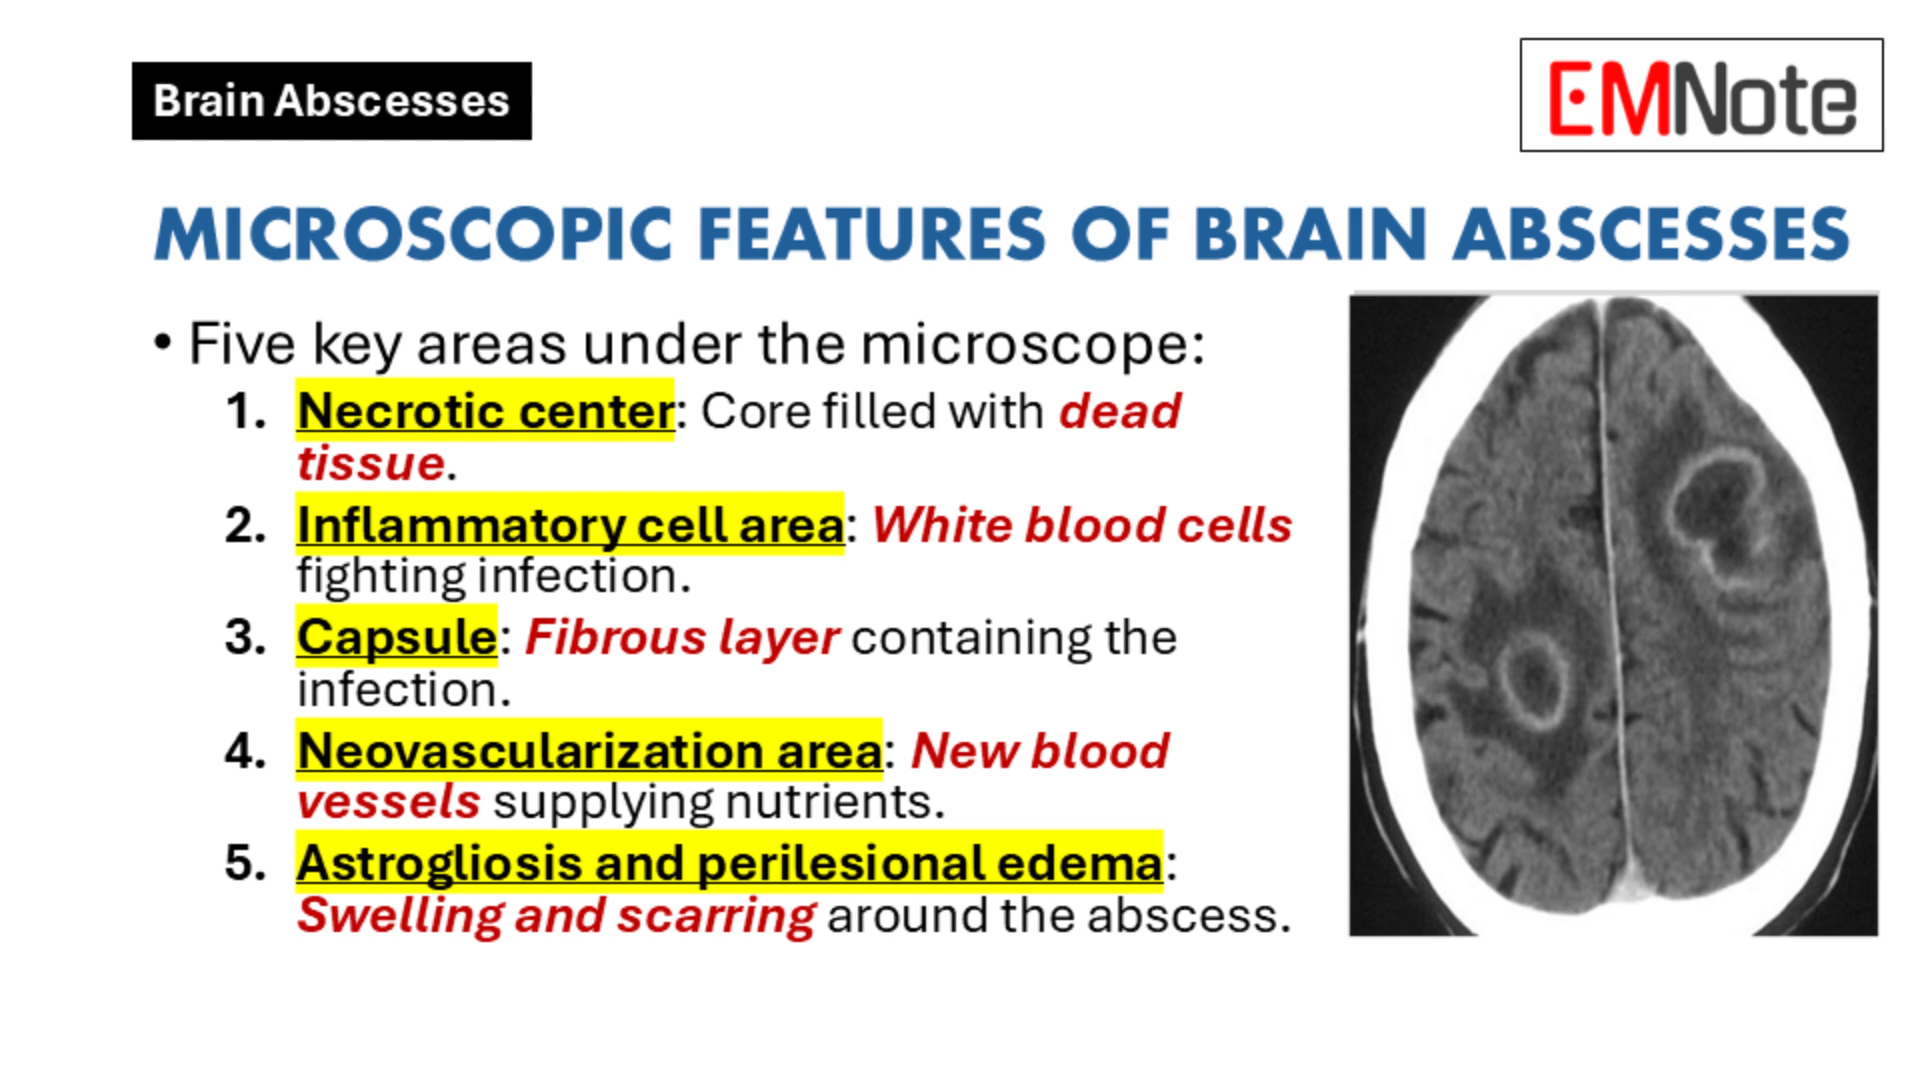 Brain Abscesses
EMNote
MICROSCOPIC FEATURES OF BRAIN ABSCESSES
• Five key areas under the microscope:
1. Necrotic center: Core filled with dead
tissue.
2. Inflammatory cell area: White blood cells
fighting infection.
3. Capsule: Fibrous layer containing the
infection.
4. Neovascularization area: New blood
vessels supplying nutrients.
5. Astrogliosis and perilesional edema:
Swelling and scarring around the abscess.